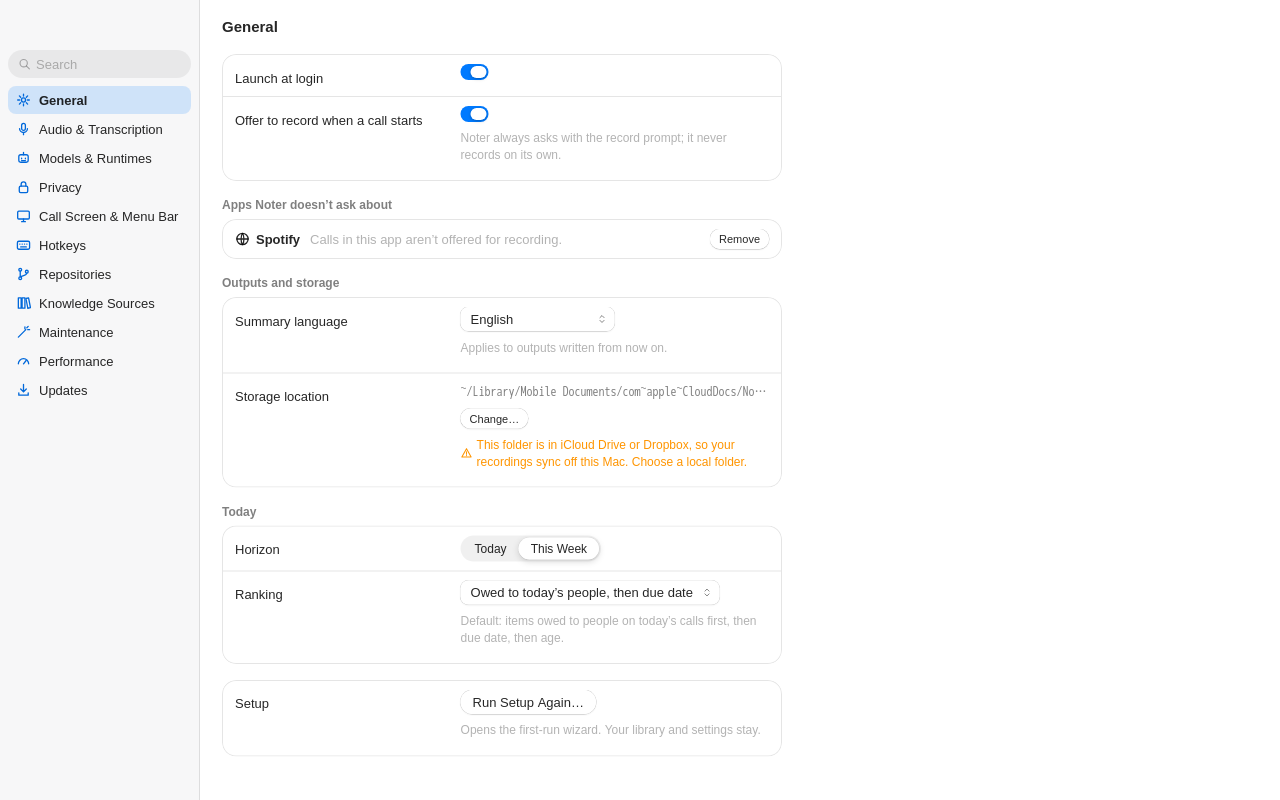 General
Search
General
Audio & Transcription
Models & Runtimes
Privacy
Call Screen & Menu Bar
Hotkeys
Repositories
Knowledge Sources
Maintenance
Performance
Updates
Launch at login
Offer to record when a call starts
Noter always asks with the record prompt; it never
records on its own.
Apps Noter doesn’t ask about
Spotify Calls in this app aren’t offered for recording. Remove
Outputs and storage
Summary language English
Applies to outputs written from now on.
Storage location ~/Library/Mobile Documents/com~apple~CloudDocs/No…
Change…
This folder is in iCloud Drive or Dropbox, so your
recordings sync off this Mac. Choose a local folder.
Today
Horizon Today This Week
Ranking Owed to today’s people, then due date
Default: items owed to people on today’s calls first, then
due date, then age.
Setup Run Setup Again…
Opens the first-run wizard. Your library and settings stay.